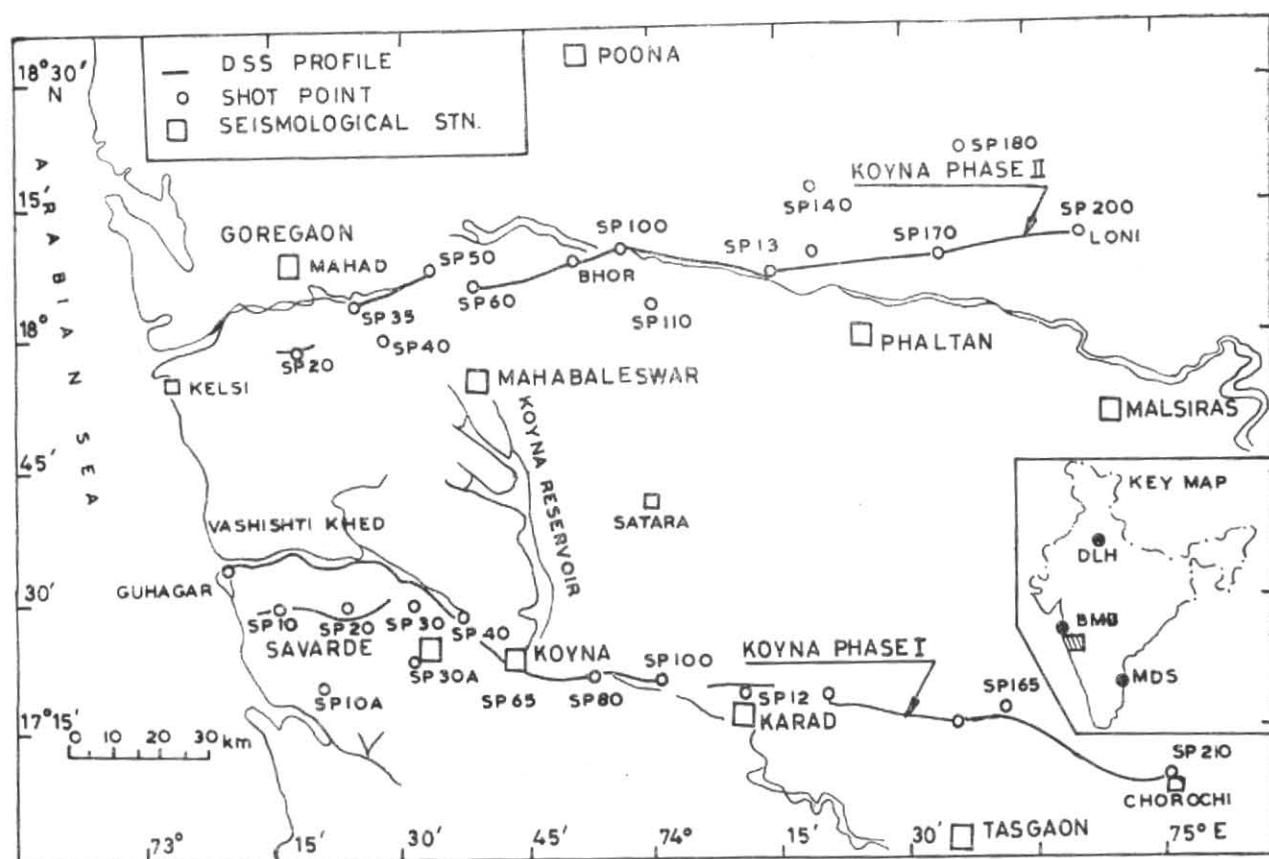 18°30′
N
DSS PROFILE
SHOT POINT
SEISMOLOGICAL STN.
POONA
SP180
KOYNA PHASE II
15′
ARABIAN SEA
SP140
SP200
LONI
GOREGAON
MAHAD
SP50
SP100
SP13
SP170
BHOR
SP60
SP35
SP110
18°
SP40
SP20
PHALTAN
KELSI
MAHABALESWAR
MALSIRAS
KOYNA RESERVOIR
45′
KEY MAP
SATARA
VASHISHTI KHED
DLH
GUHAGAR
30′
SP10
SP20
SP30
SP40
BMB
SAVARDE
KOYNA
SP100
KOYNA PHASE I
SP30A
SP65
SP80
SP12
SP165
MDS
SP10A
KARAD
17°15′
0 10 20 30 km
SP210
CHOROCHI
73°
15′
30′
45′
74°
15′
30′
TASGAON
75°E